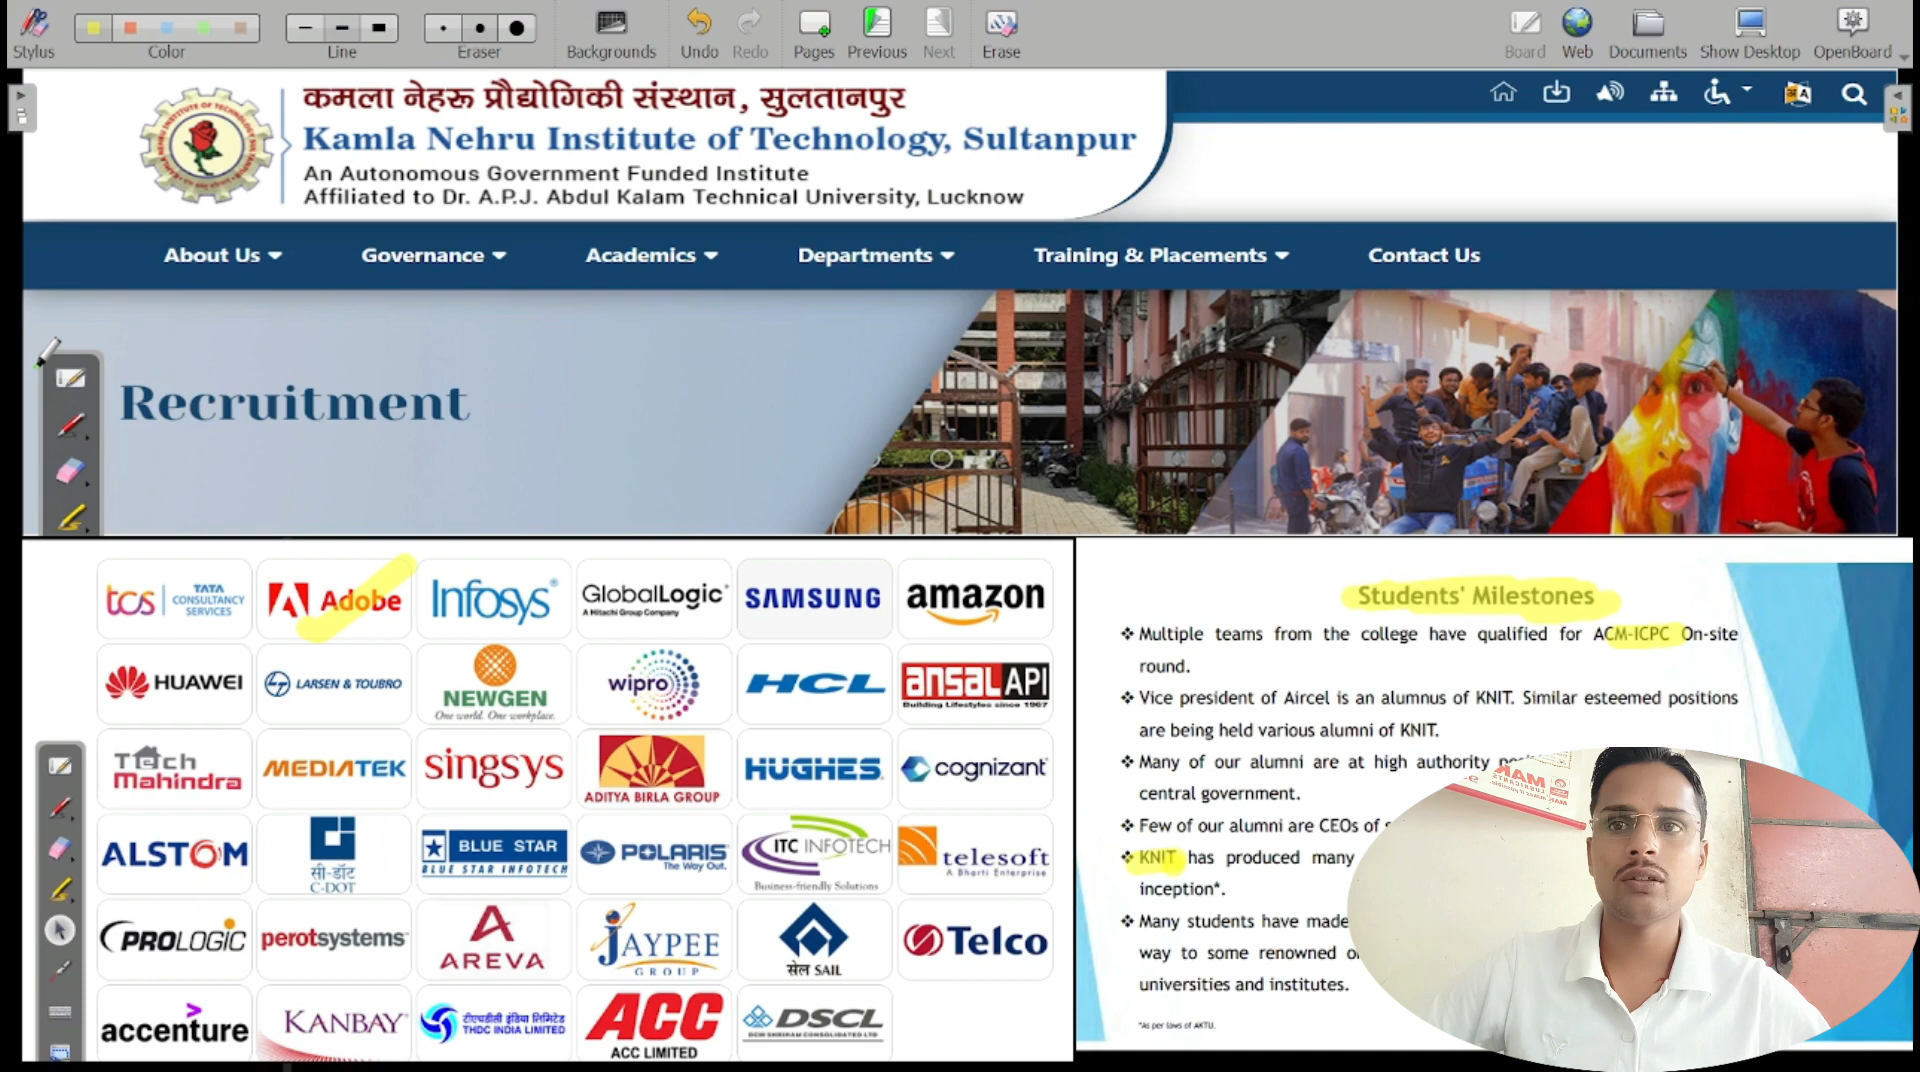 Stylus
Color
Line
Eraser
Backgrounds
Undo
Redo
Pages
Previous
Next
Erase
Board
Web
Documents
Show Desktop
OpenBoard
कमला नेहरू प्रौद्योगिकी संस्थान, सुलतानपुर
Kamla Nehru Institute of Technology, Sultanpur
An Autonomous Government Funded Institute
Affiliated to Dr. A.P.J. Abdul Kalam Technical University, Lucknow
About Us
Governance
Academics
Departments
Training & Placements
Contact Us
Recruitment
tcs TATA
CONSULTANCY
SERVICES
Adobe
Infosys®
GlobalLogic®
A Hitachi Group Company
SAMSUNG
amazon
HUAWEI
LARSEN & TOUBRO
NEWGEN
One world. One workplace.
wipro
HCL
ansal API
Building Lifestyles since 1967
Tech
Mahindra
MEDIATEK
singsys
ADITYA BIRLA GROUP
HUGHES
cognizant
ALSTOM
सी-डॉट
C-DOT
BLUE STAR
BLUE STAR INFOTECH
POLARIS
The Way Out.
ITC INFOTECH
Business-friendly Solutions
telesoft
A Bharti Enterprise
PROLOGIC
perotsystems
AREVA
JAYPEE
GROUP
सेल SAIL
Telco
accenture
KANBAY
टीएचडीसी इंडिया लिमिटेड
THDC INDIA LIMITED
ACC
ACC LIMITED
DSCL
DCM SHRIRAM CONSOLIDATED LTD
Students' Milestones
❖ Multiple teams from the college have qualified for ACM-ICPC On-site
round.
❖ Vice president of Aircel is an alumnus of KNIT. Similar esteemed positions
are being held various alumni of KNIT.
❖ Many of our alumni are at high authority
central government.
❖ Few of our alumni are CEOs of
❖ KNIT has produced many
inception*.
❖ Many students have made
way to some renowned
universities and institutes.
*As per laws of AKTU.